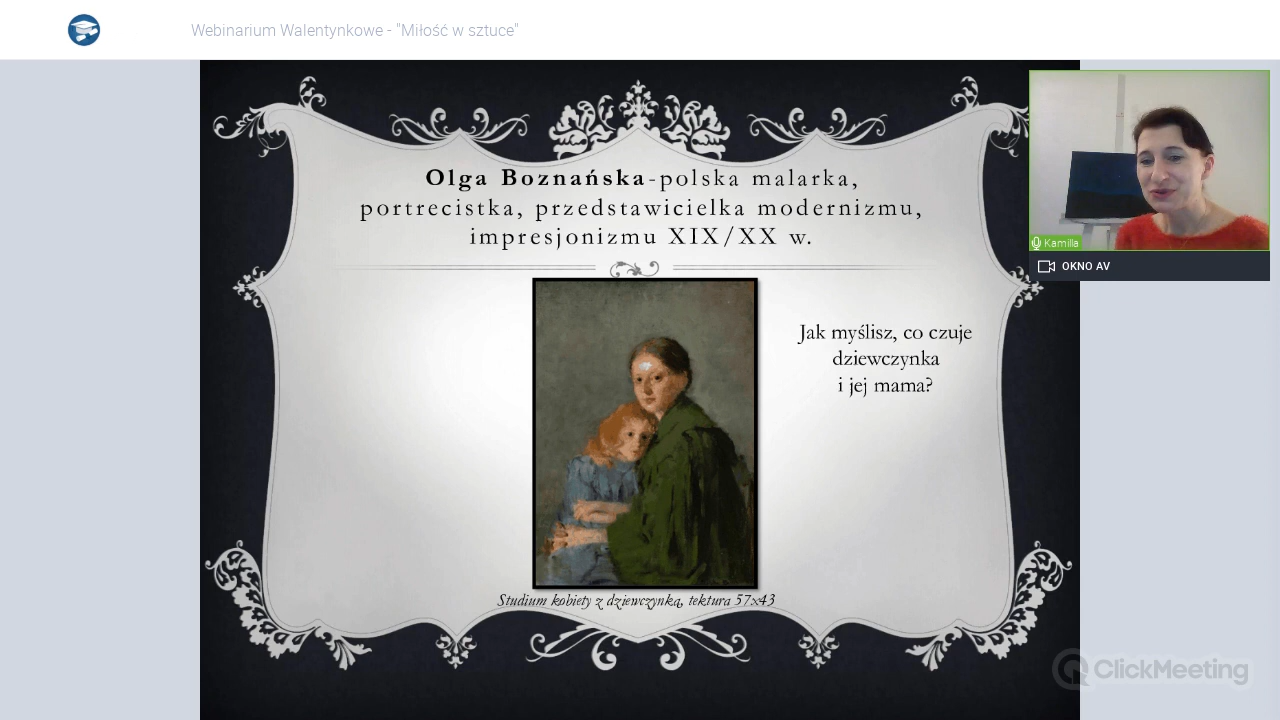 Webinarium Walentynkowe - "Miłość w sztuce"
Olga Boznańska-polska malarka,
portrecistka, przedstawicielka modernizmu,
impresjonizmu XIX/XX w.
Kamilla
OKNO AV
Jak myślisz, co czuje
dziewczynka
i jej mama?
Studium kobiety z dziewczynką, tektura 57x43
ClickMeeting